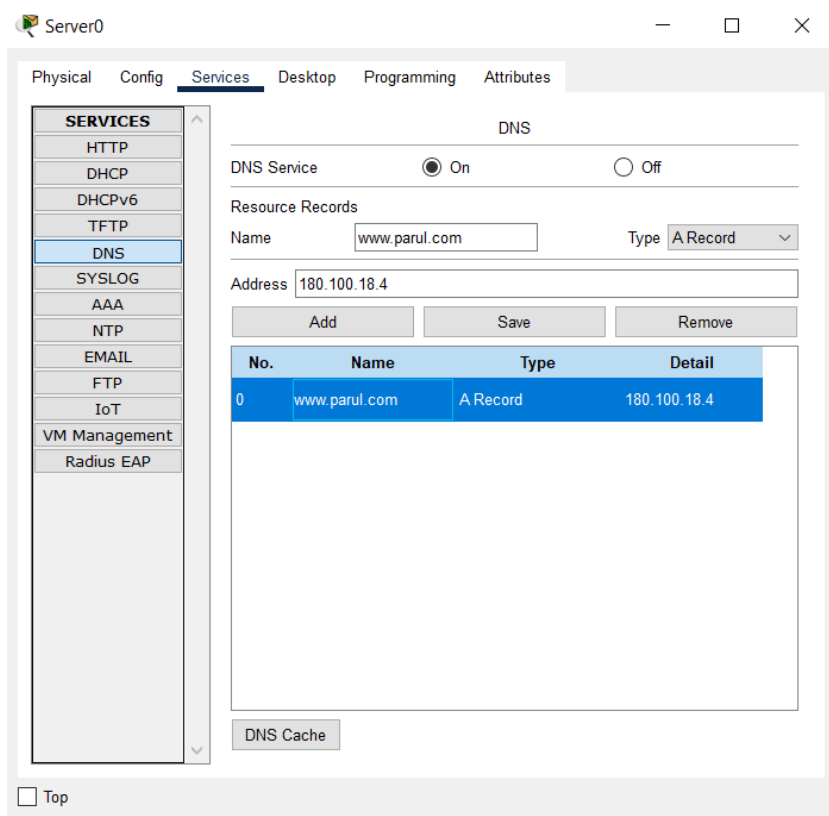 Server0
Physical Config Services Desktop Programming Attributes
SERVICES
HTTP
DHCP
DHCPv6
TFTP
DNS
SYSLOG
AAA
NTP
EMAIL
FTP
IoT
VM Management
Radius EAP
DNS
DNS Service On Off
Resource Records
Name www.parul.com Type A Record
Address 180.100.18.4
Add Save Remove
No. Name Type Detail
0 www.parul.com A Record 180.100.18.4
DNS Cache
Top